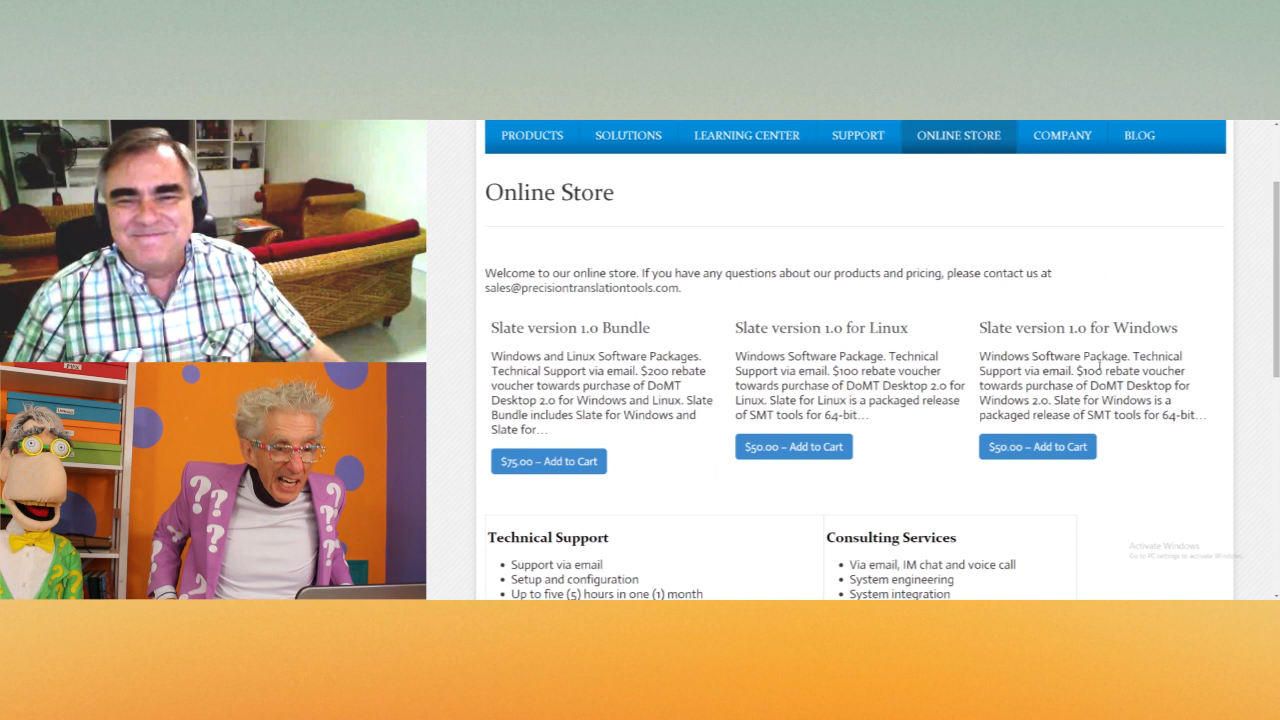 PRODUCTS SOLUTIONS LEARNING CENTER SUPPORT ONLINE STORE COMPANY BLOG
Online Store
Welcome to our online store. If you have any questions about our products and pricing, please contact us at
sales@precisiontranslationtools.com.
Slate version 1.0 Bundle
Windows and Linux Software Packages.
Technical Support via email. $200 rebate
voucher towards purchase of DoMT
Desktop 2.0 for Windows and Linux. Slate
Bundle includes Slate for Windows and
Slate for...
$75.00 – Add to Cart
Slate version 1.0 for Linux
Windows Software Package. Technical
Support via email. $100 rebate voucher
towards purchase of DoMT Desktop 2.0 for
Linux. Slate for Linux is a packaged release
of SMT tools for 64-bit...
$50.00 – Add to Cart
Slate version 1.0 for Windows
Windows Software Package. Technical
Support via email. $100 rebate voucher
towards purchase of DoMT Desktop for
Windows 2.0. Slate for Windows is a
packaged release of SMT tools for 64-bit...
$50.00 – Add to Cart
Technical Support
• Support via email
• Setup and configuration
• Up to five (5) hours in one (1) month
Consulting Services
• Via email, IM chat and voice call
• System engineering
• System integration
Activate Windows
Go to PC settings to activate Windows.